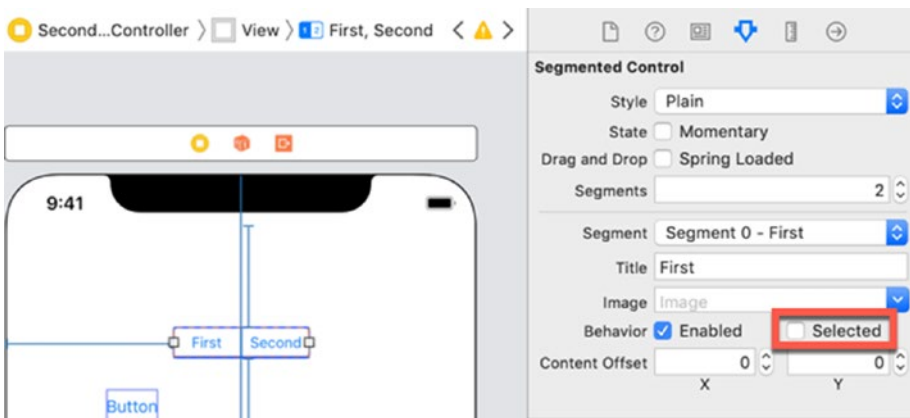 Second...Controller View First, Second
Segmented Control
Style Plain
State Momentary
Drag and Drop Spring Loaded
Segments 2
Segment Segment 0 - First
Title First
Image Image
Behavior Enabled Selected
Content Offset 0 0
X Y
9:41
First Second
Button